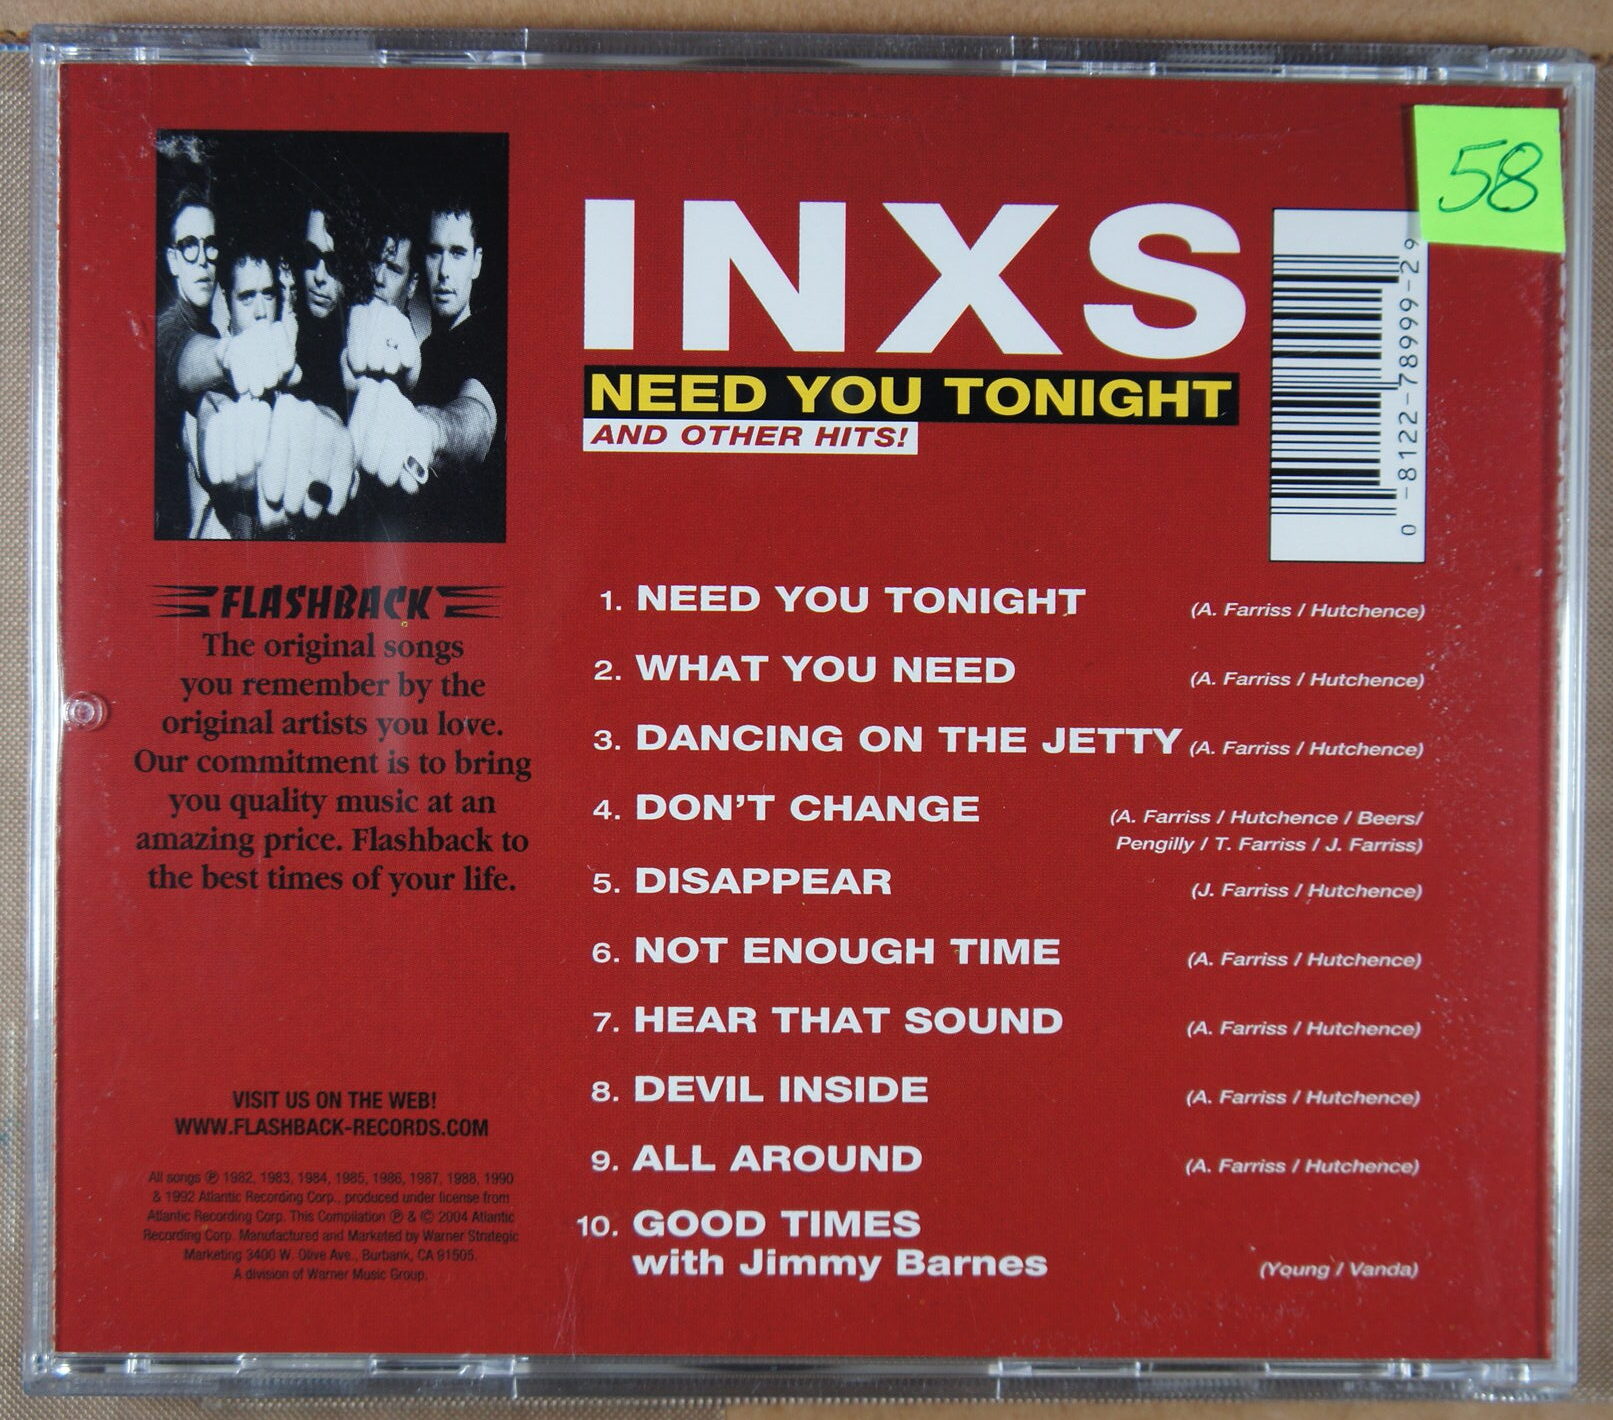 58
INXS
NEED YOU TONIGHT
AND OTHER HITS!
0 -8122-78999-29
FLASHBACK
The original songs
you remember by the
original artists you love.
Our commitment is to bring
you quality music at an
amazing price. Flashback to
the best times of your life.
VISIT US ON THE WEB!
WWW.FLASHBACK-RECORDS.COM
All songs ℗ 1982, 1983, 1984, 1985, 1986, 1987, 1988, 1990
& 1992 Atlantic Recording Corp., produced under license from
Atlantic Recording Corp. This Compilation ℗ & © 2004 Atlantic
Recording Corp. Manufactured and Marketed by Warner Strategic
Marketing 3400 W. Olive Ave., Burbank, CA 91505.
A division of Warner Music Group.
1. NEED YOU TONIGHT (A. Farriss / Hutchence)
2. WHAT YOU NEED (A. Farriss / Hutchence)
3. DANCING ON THE JETTY (A. Farriss / Hutchence)
4. DON'T CHANGE (A. Farriss / Hutchence / Beers/
Pengilly / T. Farriss / J. Farriss)
5. DISAPPEAR (J. Farriss / Hutchence)
6. NOT ENOUGH TIME (A. Farriss / Hutchence)
7. HEAR THAT SOUND (A. Farriss / Hutchence)
8. DEVIL INSIDE (A. Farriss / Hutchence)
9. ALL AROUND (A. Farriss / Hutchence)
10. GOOD TIMES
with Jimmy Barnes (Young / Vanda)